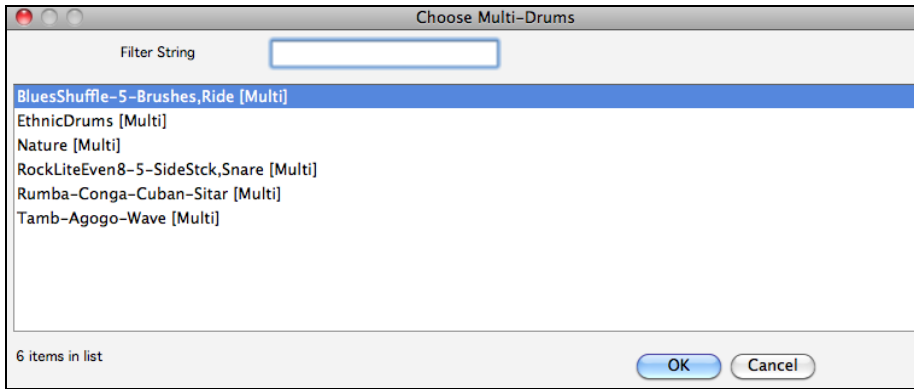 Choose Multi-Drums
Filter String
BluesShuffle-5-Brushes,Ride [Multi]
EthnicDrums [Multi]
Nature [Multi]
RockLiteEven8-5-SideStck,Snare [Multi]
Rumba-Conga-Cuban-Sitar [Multi]
Tamb-Agogo-Wave [Multi]
6 items in list
OK
Cancel